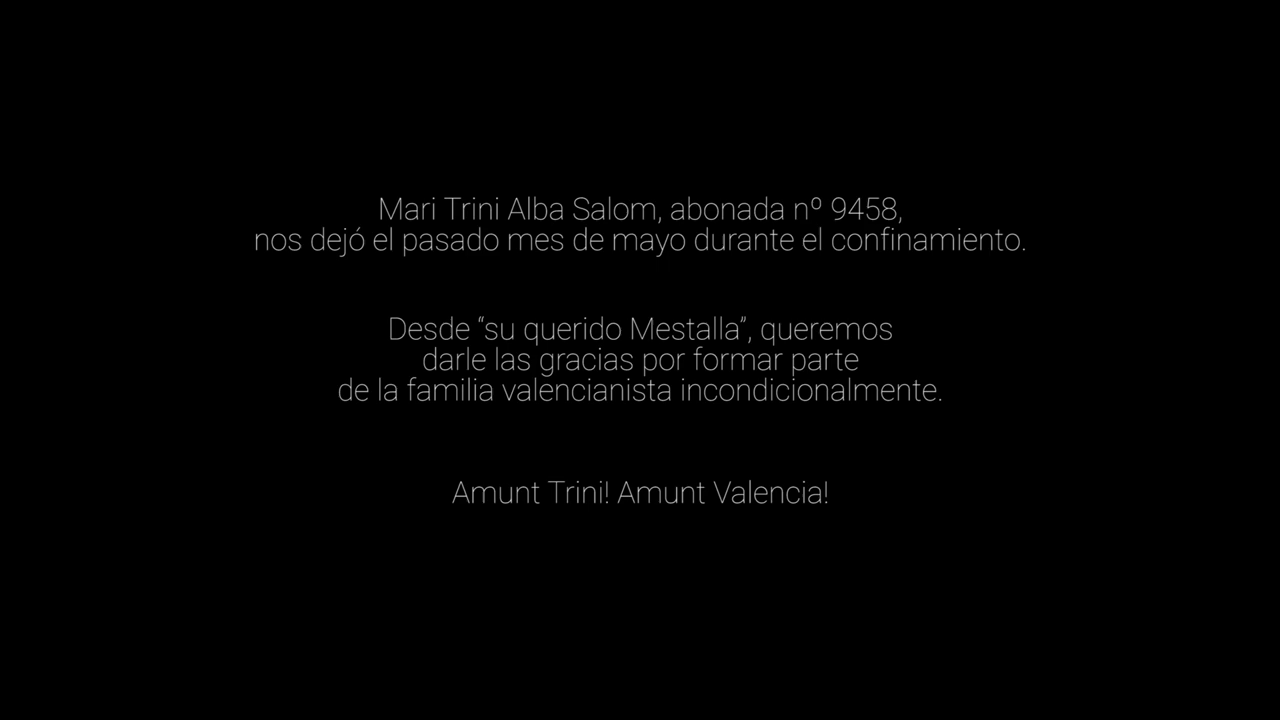 Mari Trini Alba Salom, abonada nº 9458,
nos dejó el pasado mes de mayo durante el confinamiento.
Desde “su querido Mestalla”, queremos
darle las gracias por formar parte
de la familia valencianista incondicionalmente.
Amunt Trini! Amunt Valencia!